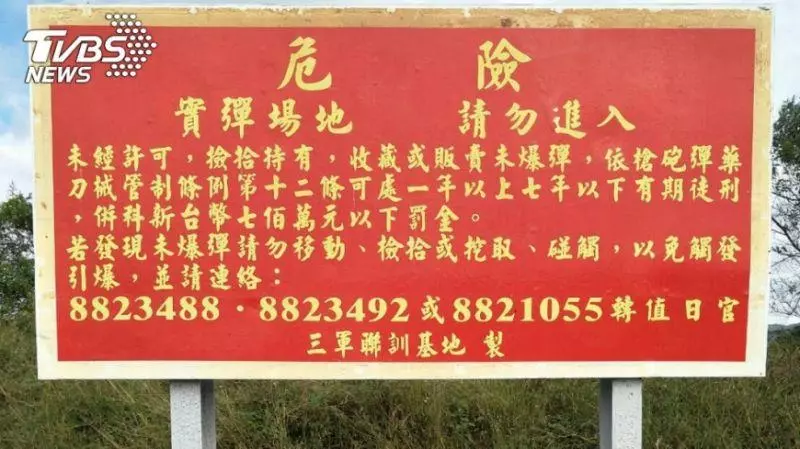 TVBS
NEWS
危 險
實彈場地 請勿進入
未經許可，檢拾持有，收藏或販賣未爆彈，依槍砲彈藥
刀械管制條例第十二條可處一年以上七年以下有期徒刑
，併科新台幣七佰萬元以下罰金。
若發現未爆彈請勿移動、檢拾或挖取、碰觸，以免觸發
引爆，並請連絡：
8823488．8823492或8821055轉值日官
三軍聯訓基地 製